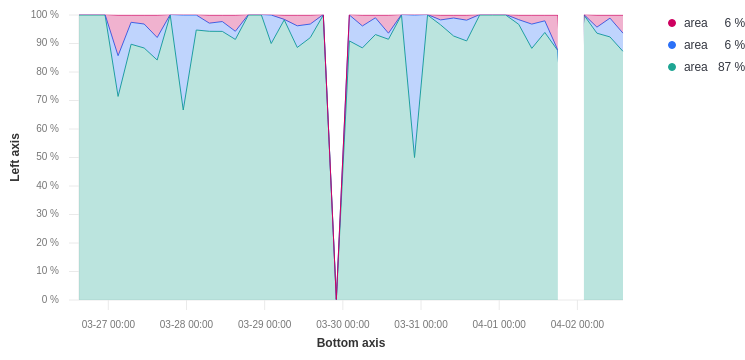 100 %
90 %
80 %
70 %
60 %
50 %
40 %
30 %
20 %
10 %
0 %
Left axis
03-27 00:00 03-28 00:00 03-29 00:00 03-30 00:00 03-31 00:00 04-01 00:00 04-02 00:00
Bottom axis
area 6 %
area 6 %
area 87 %